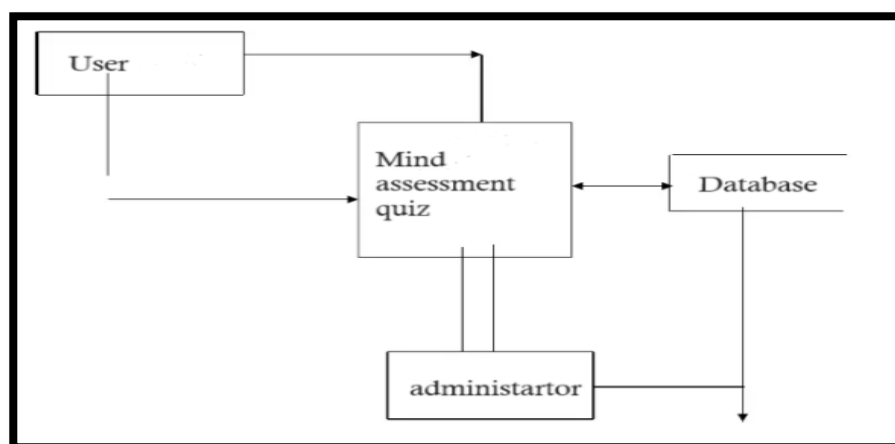 User
Mind
assessment
quiz
Database
administartor